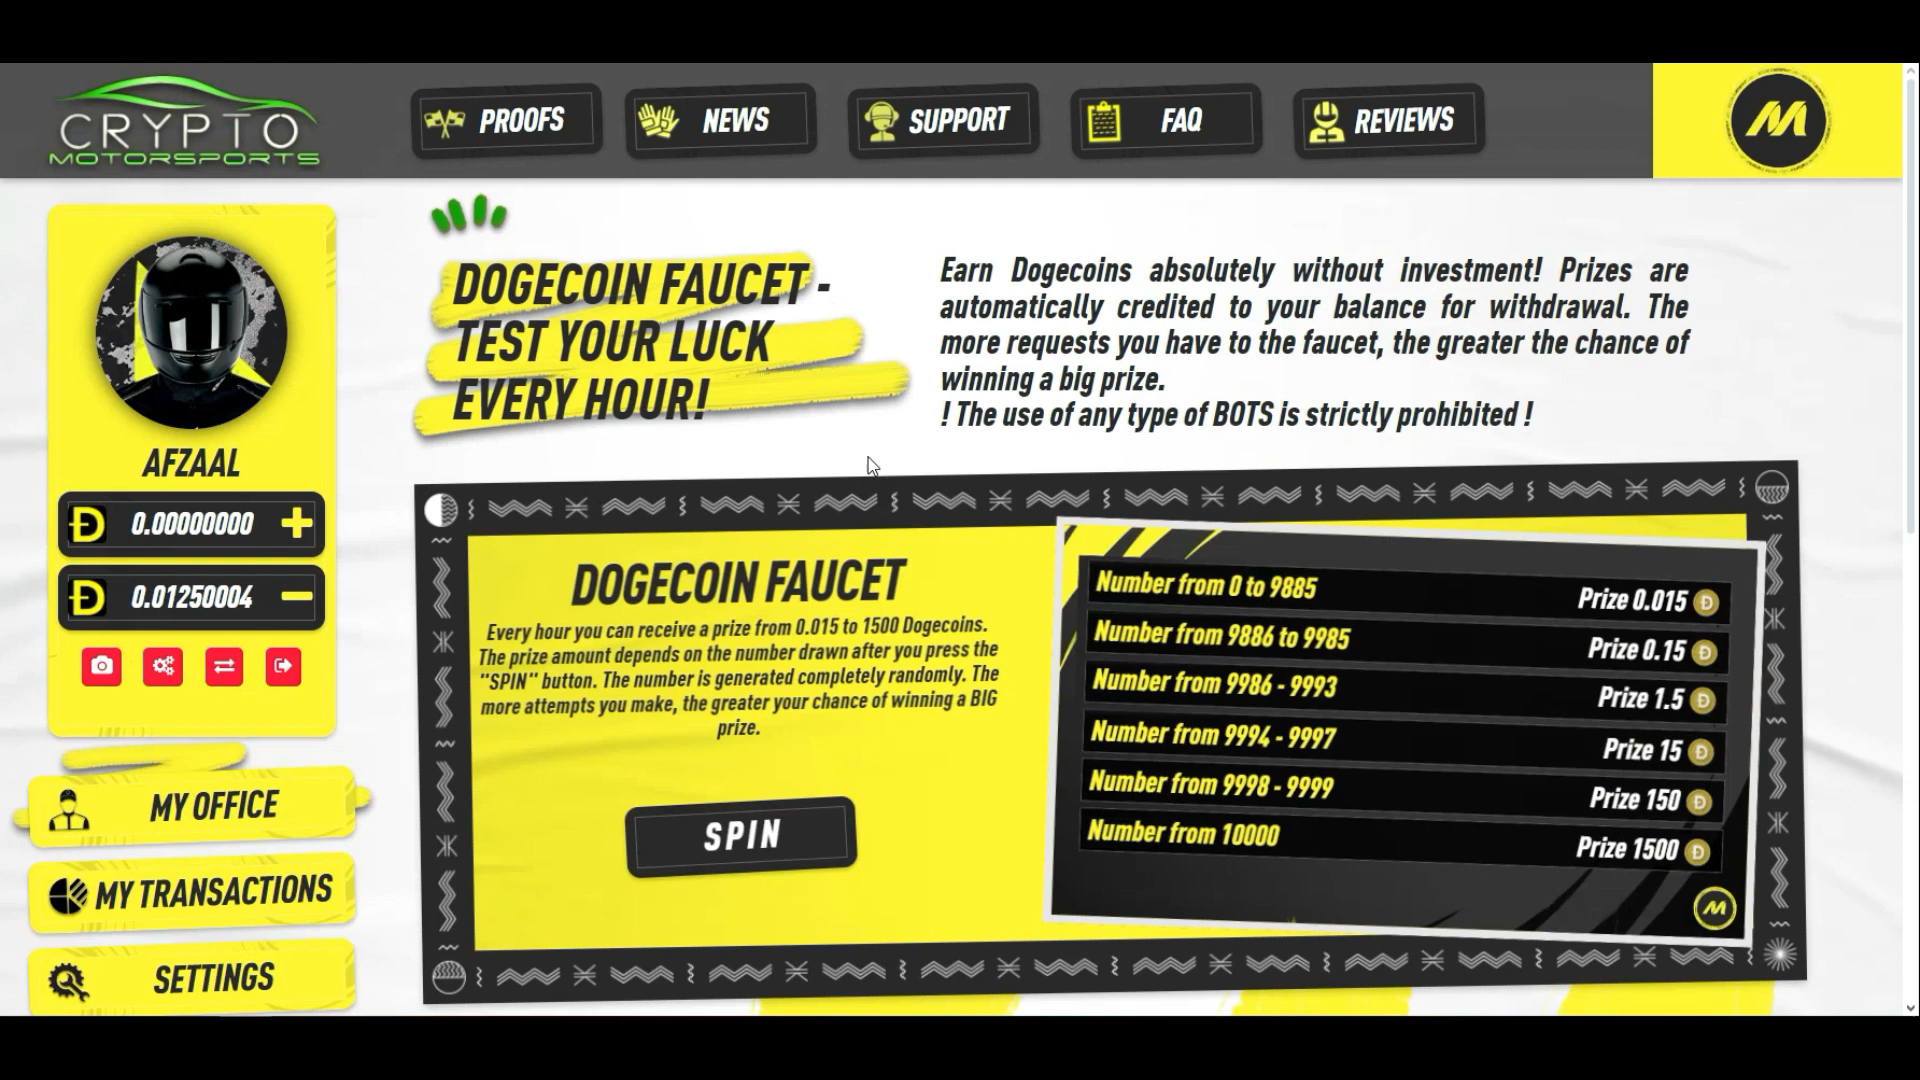 CRYPTO
MOTORSPORTS
PROOFS
NEWS
SUPPORT
FAQ
REVIEWS
M
AFZAAL
Ð 0.00000000 +
Ð 0.01250004 −
MY OFFICE
MY TRANSACTIONS
SETTINGS
DOGECOIN FAUCET -
TEST YOUR LUCK
EVERY HOUR!
Earn Dogecoins absolutely without investment! Prizes are
automatically credited to your balance for withdrawal. The
more requests you have to the faucet, the greater the chance of
winning a big prize.
! The use of any type of BOTS is strictly prohibited !
DOGECOIN FAUCET
Every hour you can receive a prize from 0.015 to 1500 Dogecoins.
The prize amount depends on the number drawn after you press the
"SPIN" button. The number is generated completely randomly. The
more attempts you make, the greater your chance of winning a BIG
prize.
SPIN
Number from 0 to 9885 Prize 0.015 Ð
Number from 9886 to 9985 Prize 0.15 Ð
Number from 9986 - 9993 Prize 1.5 Ð
Number from 9994 - 9997 Prize 15 Ð
Number from 9998 - 9999 Prize 150 Ð
Number from 10000 Prize 1500 Ð
M